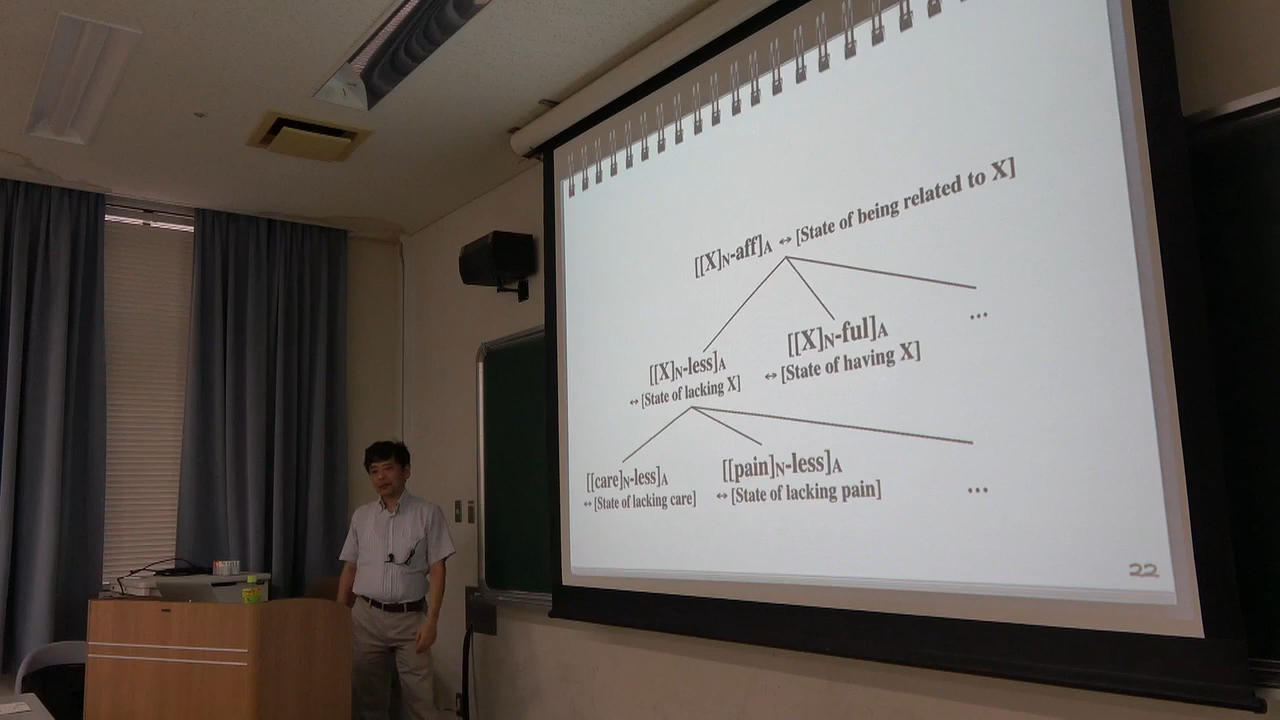 [[X]N-aff]A ↔ [State of being related to X]
[[X]N-less]A
↔ [State of lacking X]
[[X]N-ful]A
↔ [State of having X]
...
[[care]N-less]A
↔ [State of lacking care]
[[pain]N-less]A
↔ [State of lacking pain]
...
22